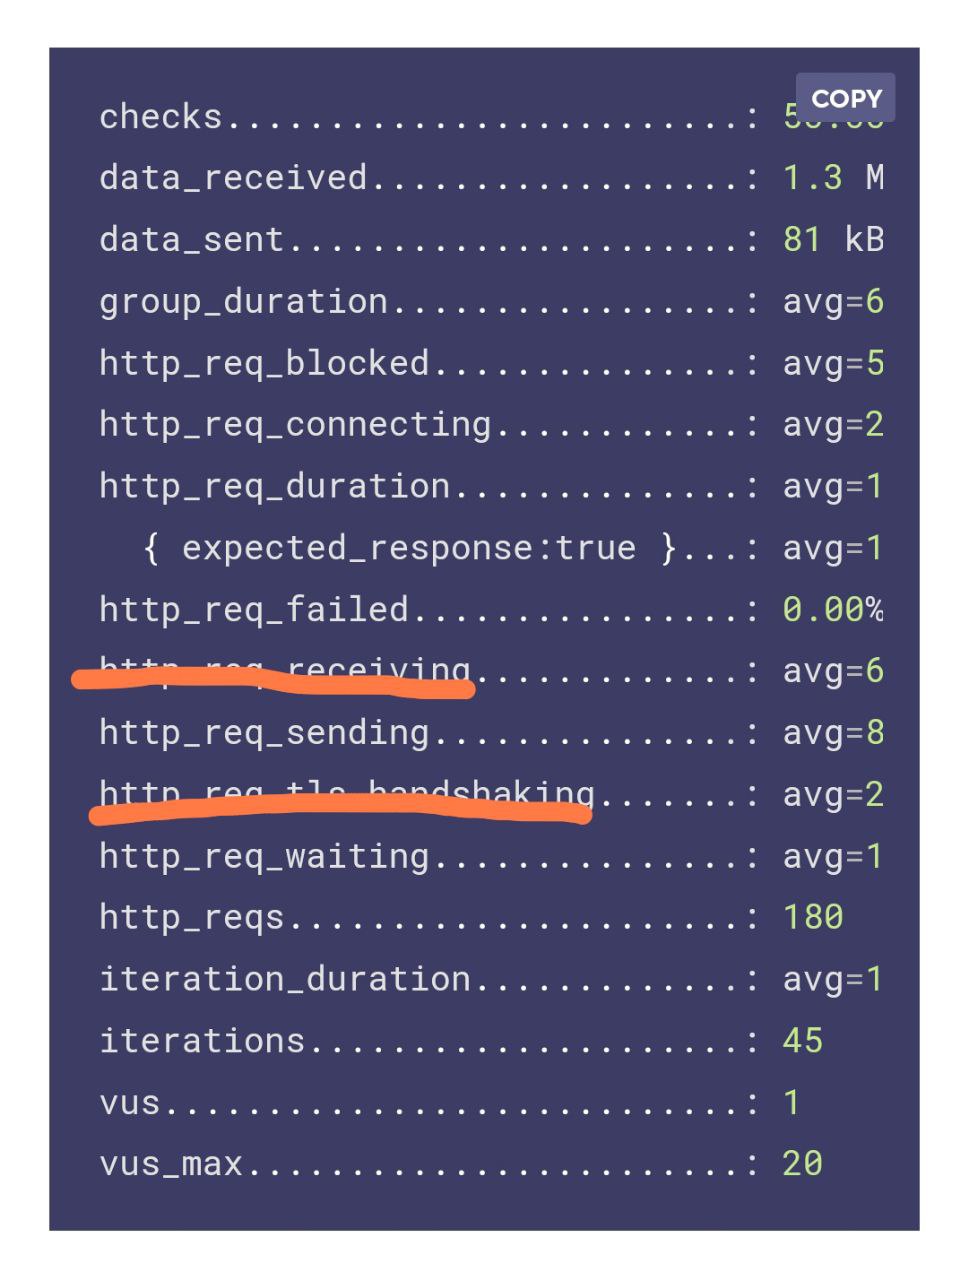 COPY
checks.........................:
data_received..................: 1.3 M
data_sent......................: 81 kB
group_duration.................: avg=6
http_req_blocked...............: avg=5
http_req_connecting............: avg=2
http_req_duration..............: avg=1
{ expected_response:true }...: avg=1
http_req_failed................: 0.00%
http_req_receiving.............: avg=6
http_req_sending...............: avg=8
http_req_tls_handshaking.......: avg=2
http_req_waiting...............: avg=1
http_reqs......................: 180
iteration_duration.............: avg=1
iterations.....................: 45
vus............................: 1
vus_max........................: 20